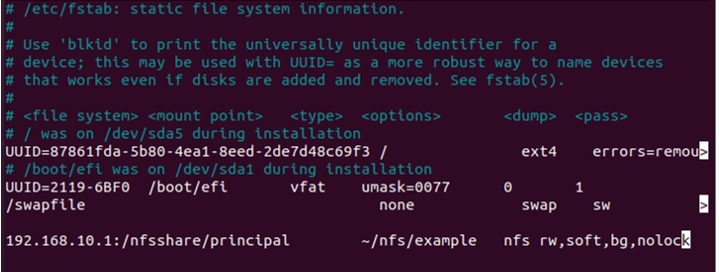 # /etc/fstab: static file system information.
#
# Use 'blkid' to print the universally unique identifier for a
# device; this may be used with UUID= as a more robust way to name devices
# that works even if disks are added and removed. See fstab(5).
#
# <file system> <mount point>   <type>  <options>       <dump>  <pass>
# / was on /dev/sda5 during installation
UUID=87861fda-5b80-4ea1-8eed-2de7d48c69f3 /               ext4    errors=remou>
# /boot/efi was on /dev/sda1 during installation
UUID=2119-6BF0  /boot/efi       vfat    umask=0077      0       1
/swapfile                                 none            swap    sw         >
192.168.10.1:/nfsshare/principal        ~/nfs/example   nfs rw,soft,bg,nolock